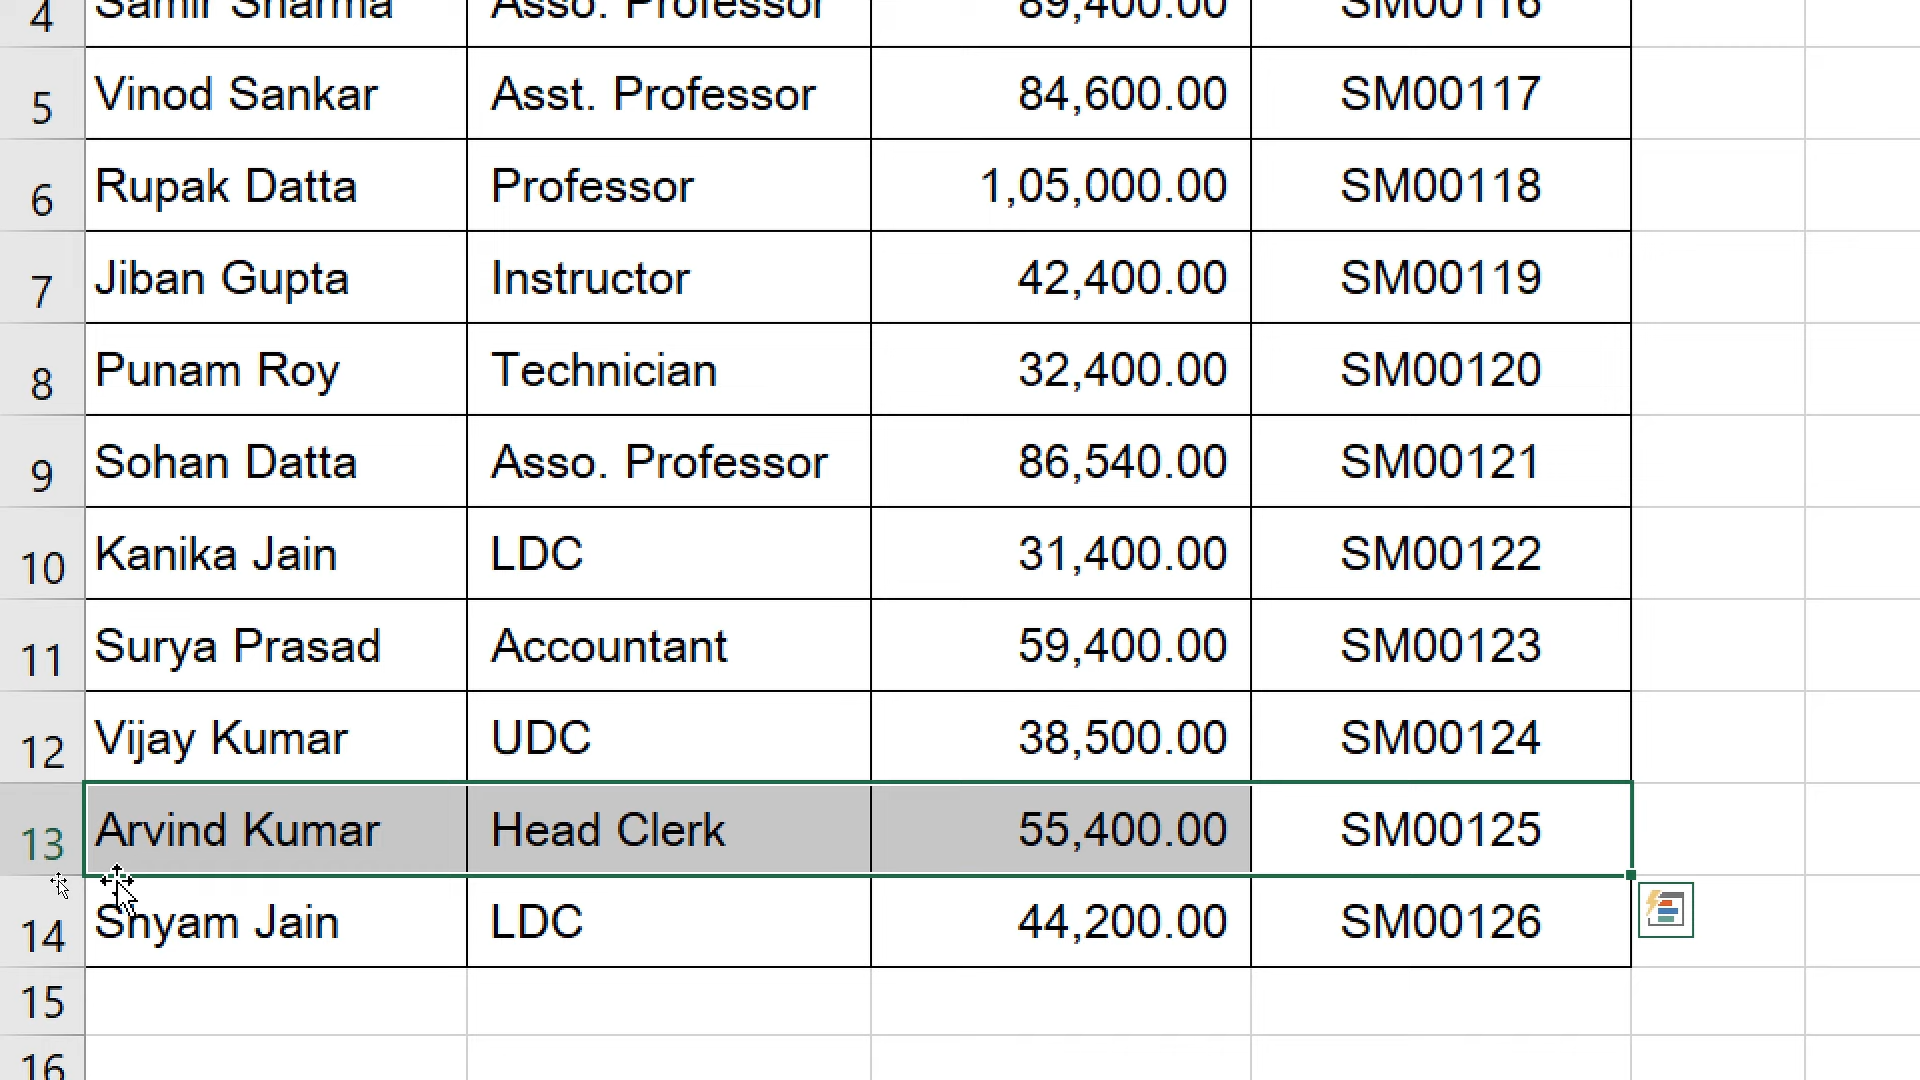 4 Samir Sharma Asso. Professor 89,400.00 SM00116
5 Vinod Sankar Asst. Professor 84,600.00 SM00117
6 Rupak Datta Professor 1,05,000.00 SM00118
7 Jiban Gupta Instructor 42,400.00 SM00119
8 Punam Roy Technician 32,400.00 SM00120
9 Sohan Datta Asso. Professor 86,540.00 SM00121
10 Kanika Jain LDC 31,400.00 SM00122
11 Surya Prasad Accountant 59,400.00 SM00123
12 Vijay Kumar UDC 38,500.00 SM00124
13 Arvind Kumar Head Clerk 55,400.00 SM00125
14 Shyam Jain LDC 44,200.00 SM00126
15
16